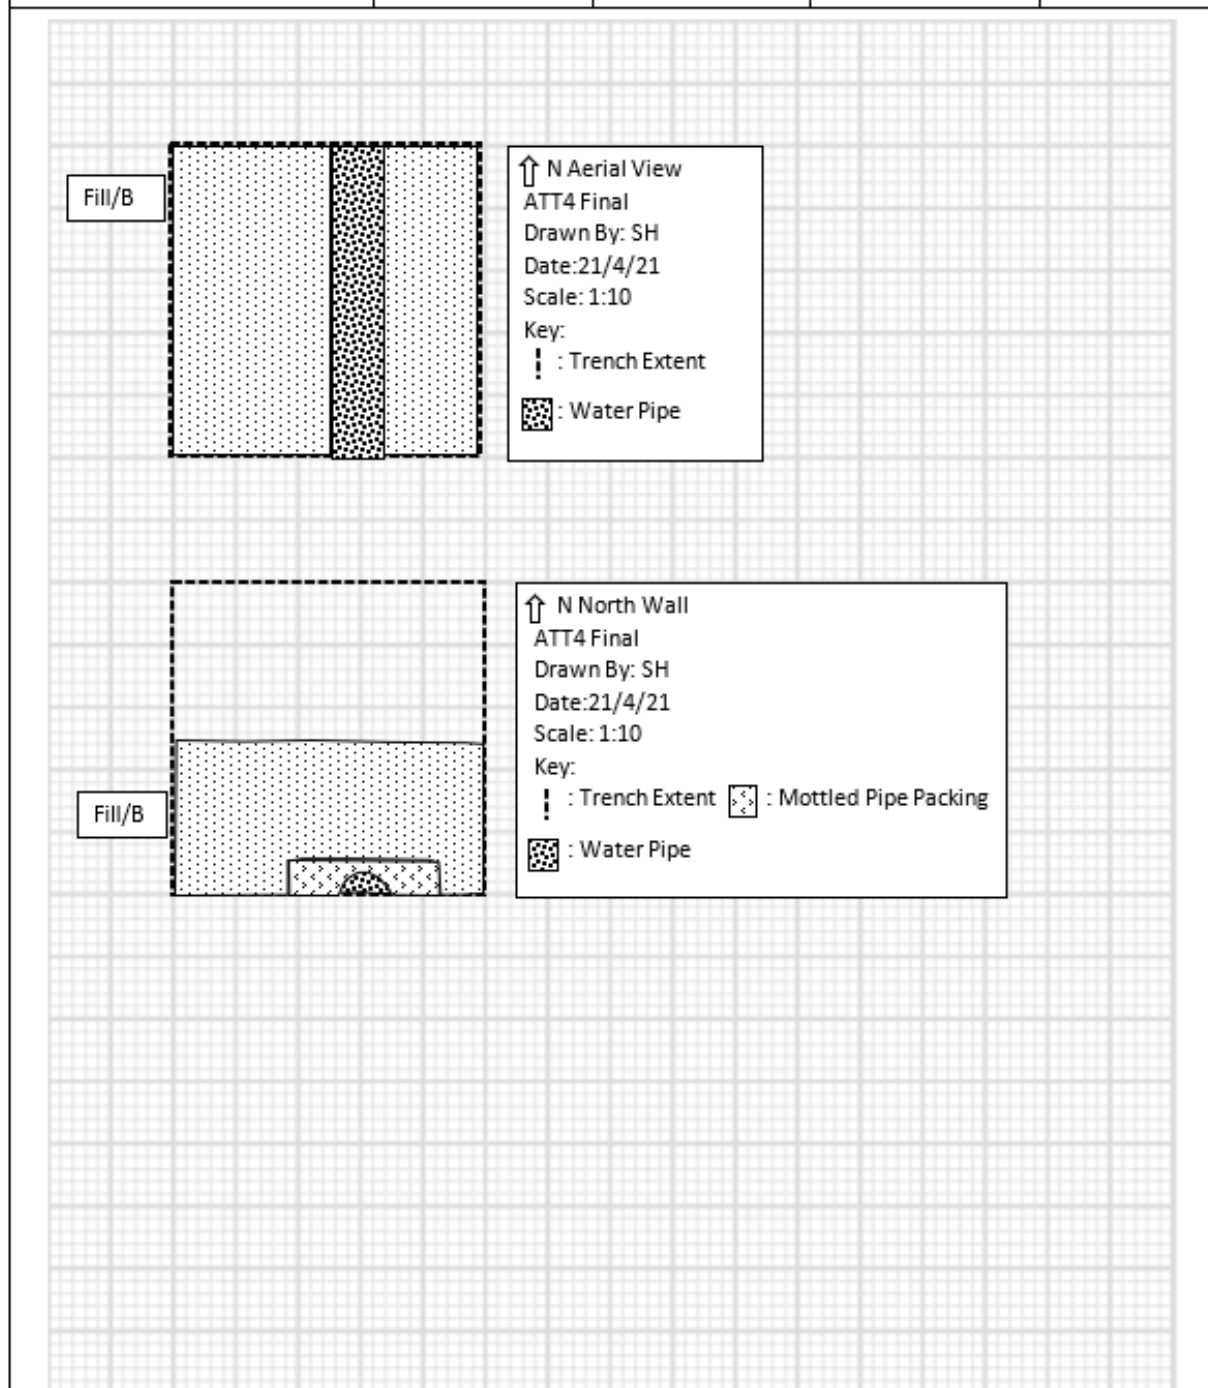 Fill/B
N Aerial View
ATT4 Final
Drawn By: SH
Date:21/4/21
Scale: 1:10
Key:
: Trench Extent
: Water Pipe
Fill/B
N North Wall
ATT4 Final
Drawn By: SH
Date:21/4/21
Scale: 1:10
Key:
: Trench Extent : Mottled Pipe Packing
: Water Pipe